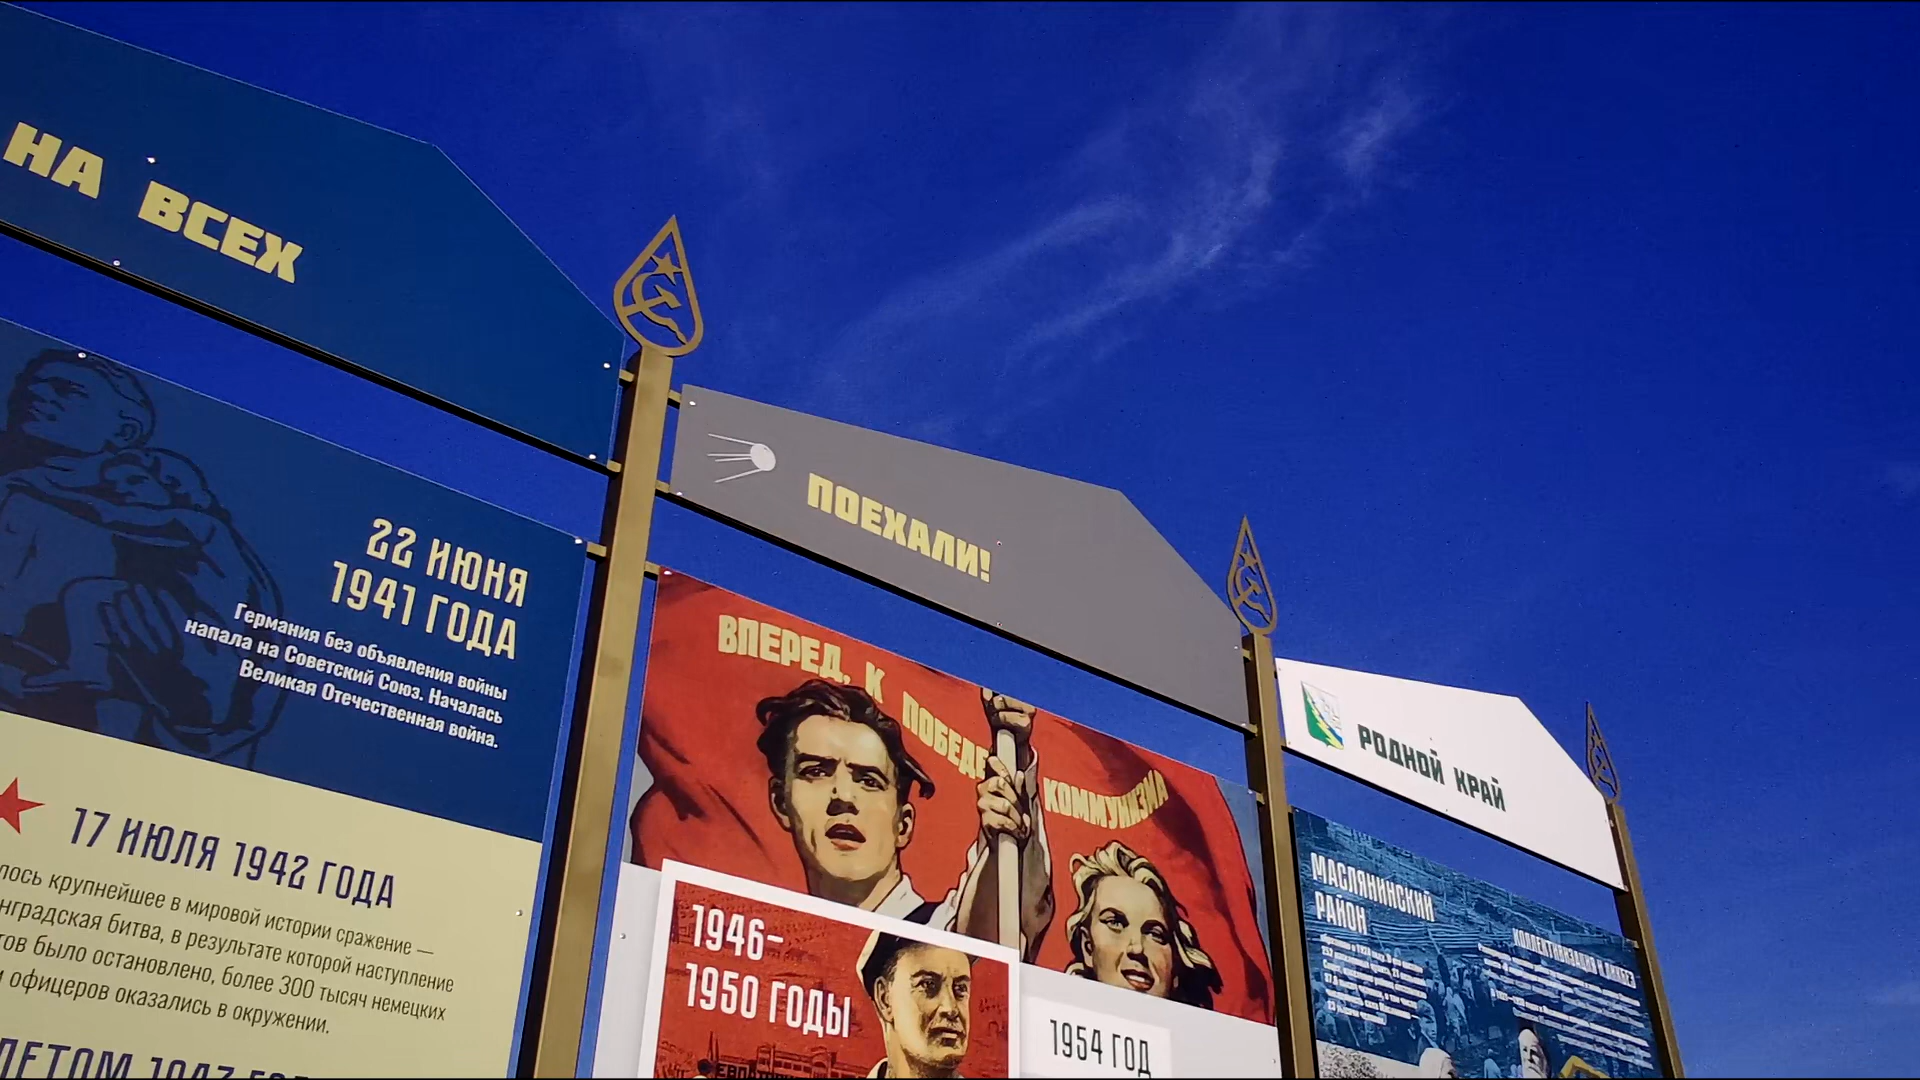 НА ВСЕХ
22 ИЮНЯ
1941 ГОДА
Германия без объявления войны
напала на Советский Союз. Началась
Великая Отечественная война.
17 ИЮЛЯ 1942 ГОДА
лось крупнейшее в мировой истории сражение —
нградская битва, в результате которой наступление
тов было остановлено, более 300 тысяч немецких
и офицеров оказались в окружении.
ЛЕТОМ 1943
ПОЕХАЛИ!
ВПЕРЕД, К ПОБЕДЕ КОММУНИЗМА
1946–
1950 ГОДЫ
1954 ГОД
РОДНОЙ КРАЙ
МАСЛЯНИНСКИЙ
РАЙОН